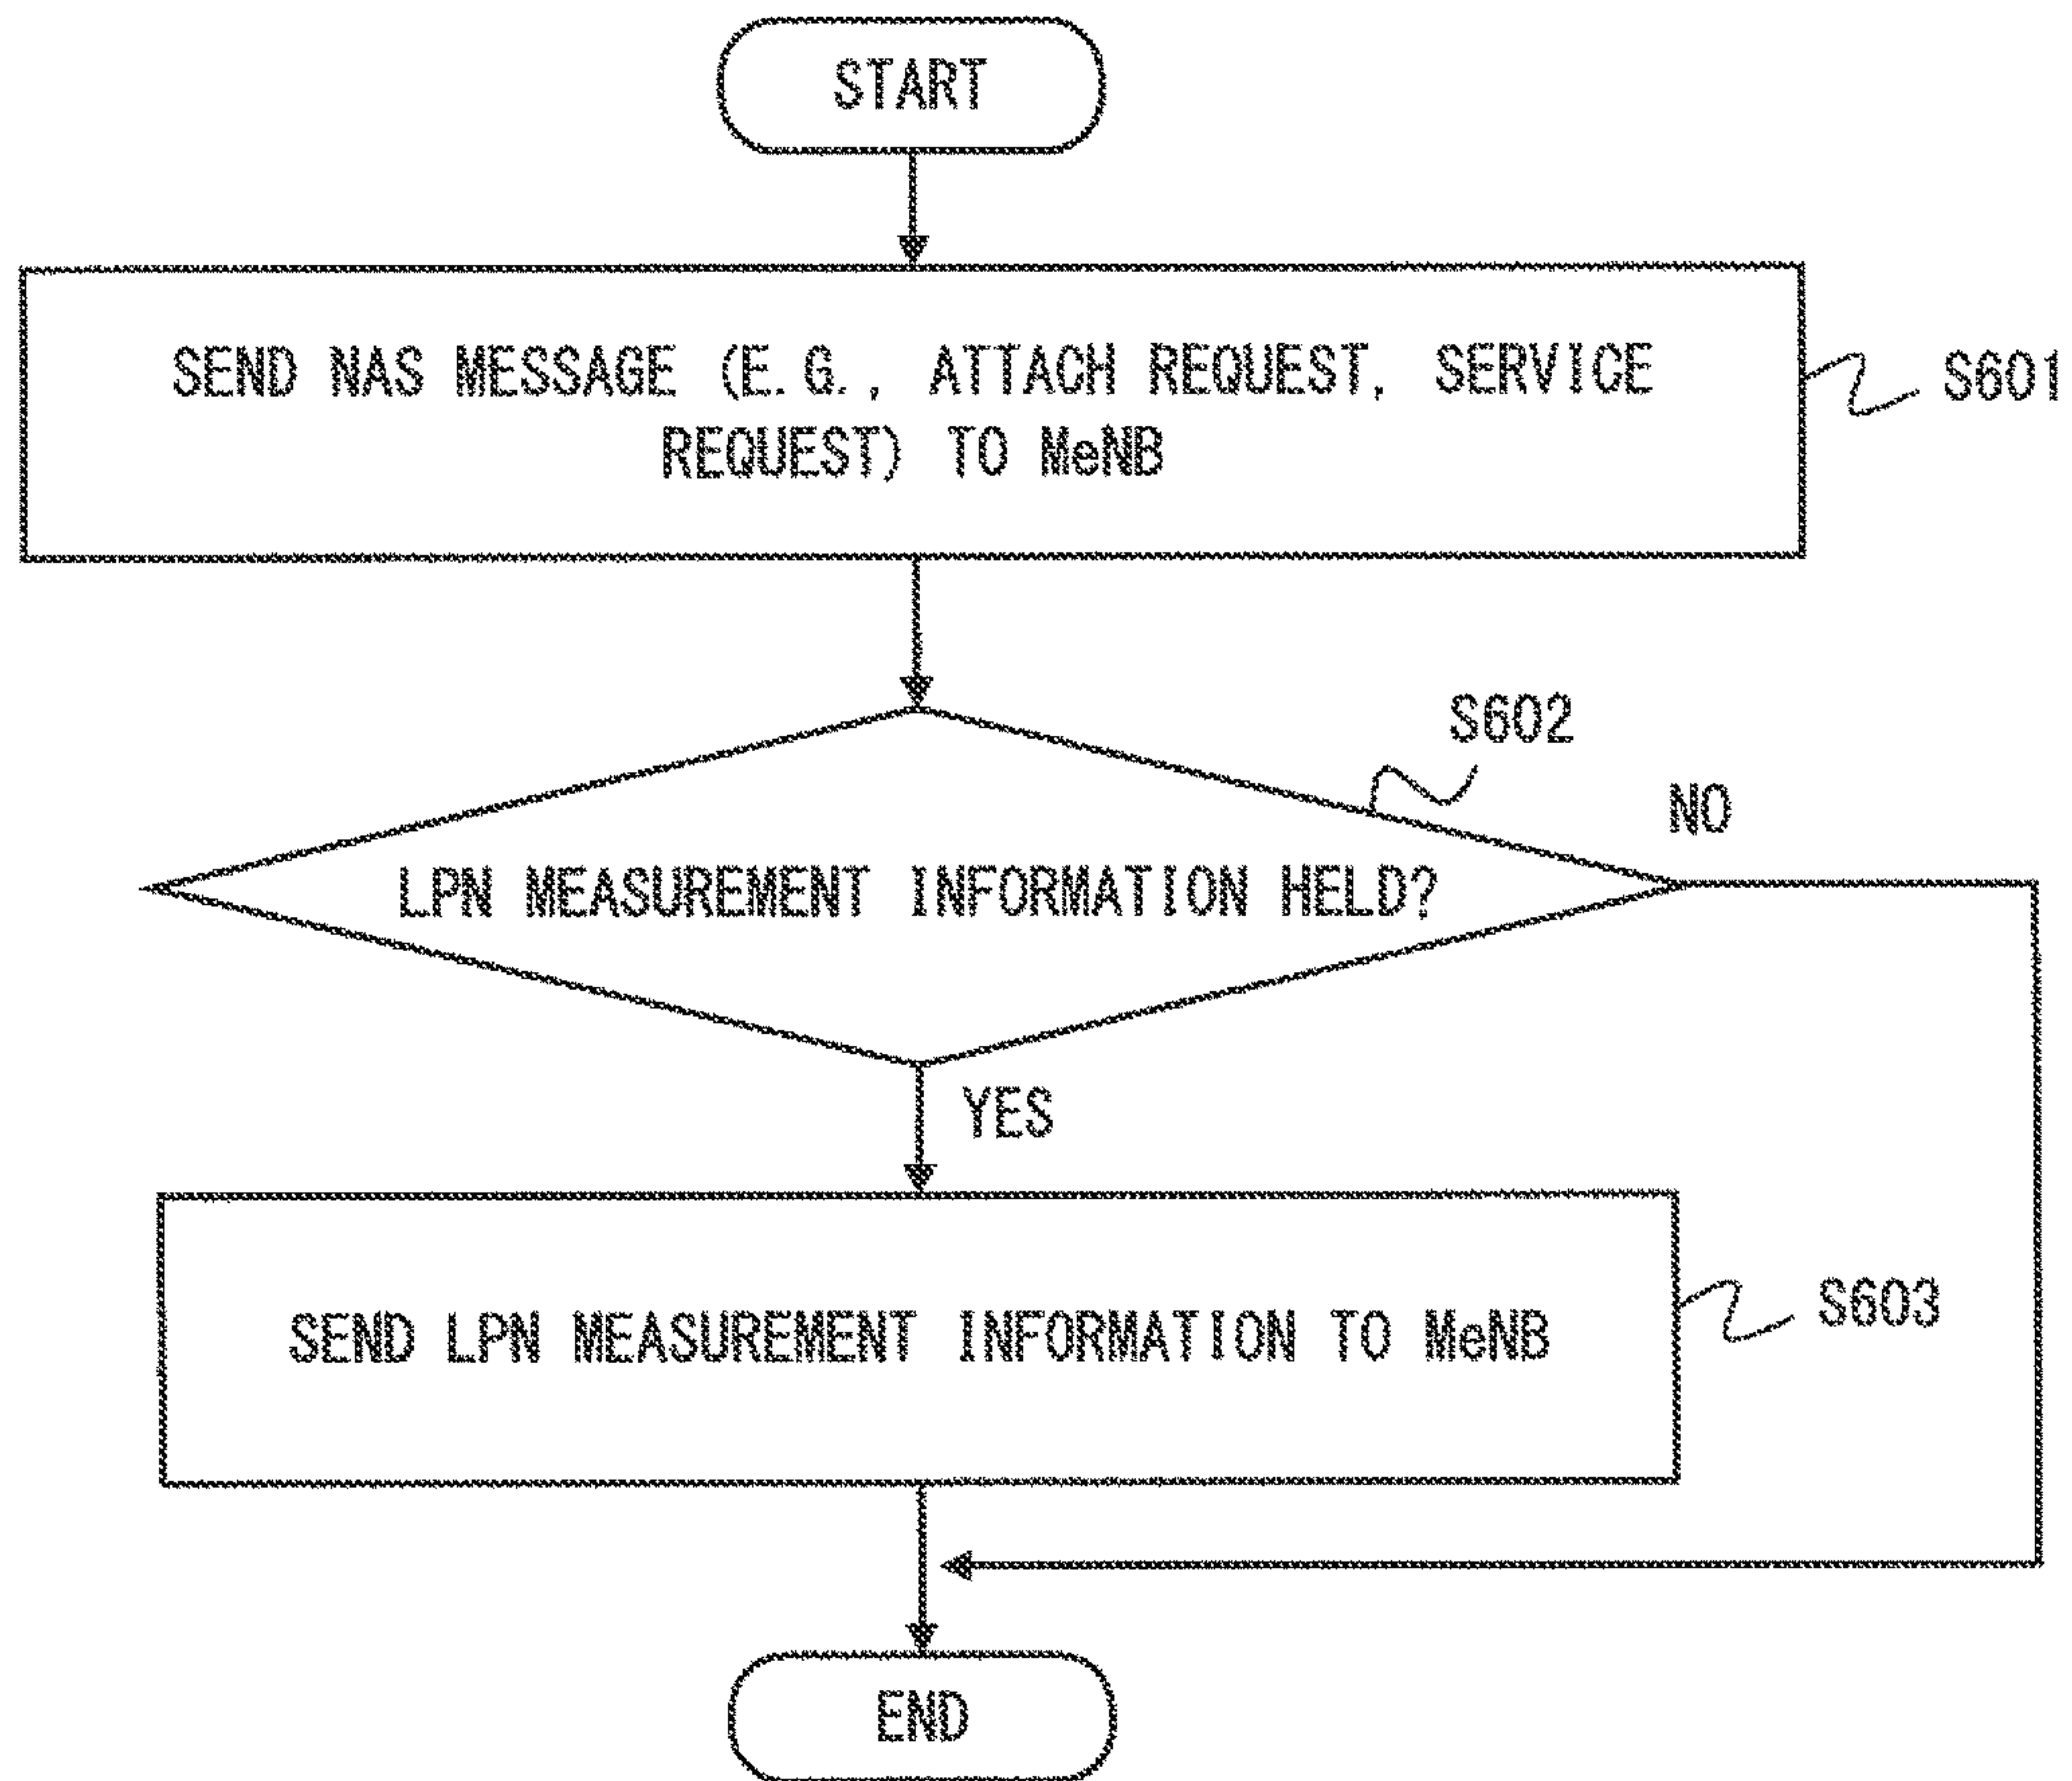 START
SEND NAS MESSAGE (E.G., ATTACH REQUEST, SERVICE
REQUEST) TO MeNB
S601
S602
NO
LPN MEASUREMENT INFORMATION HELD?
YES
SEND LPN MEASUREMENT INFORMATION TO MeNB
S603
END